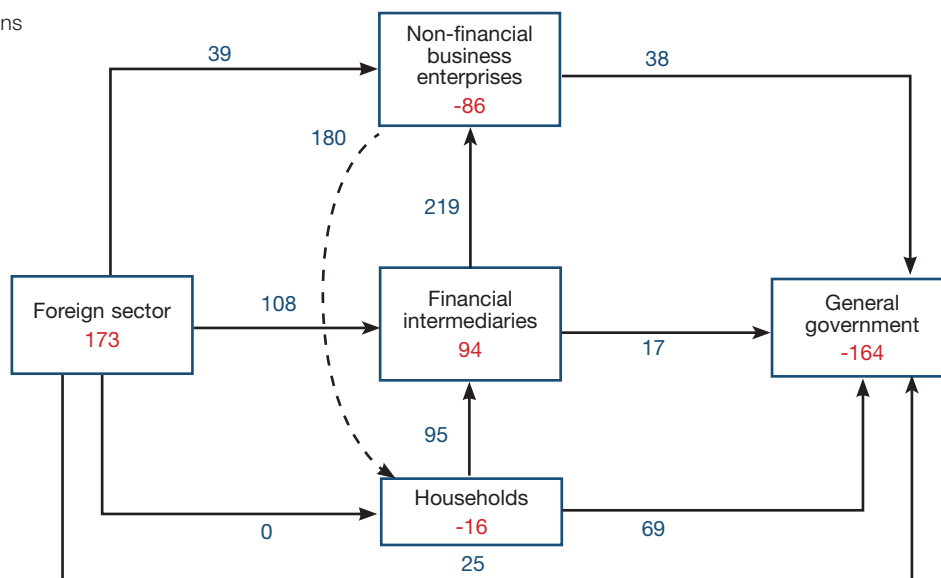 ns
39
Non-financial
business
enterprises
-86
38
180
219
Foreign sector
173
108
Financial
intermediaries
94
17
General
government
-164
95
0
Households
-16
69
25